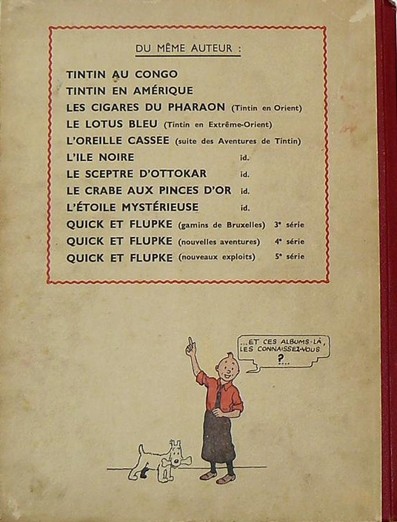 DU MÊME AUTEUR :
TINTIN AU CONGO
TINTIN EN AMÉRIQUE
LES CIGARES DU PHARAON (Tintin en Orient)
LE LOTUS BLEU (Tintin en Extrême-Orient)
L'OREILLE CASSEE (suite des Aventures de Tintin)
L'ILE NOIRE id.
LE SCEPTRE D'OTTOKAR id.
LE CRABE AUX PINCES D'OR id.
L'ÉTOILE MYSTÉRIEUSE id.
QUICK ET FLUPKE (gamins de Bruxelles) 3e série
QUICK ET FLUPKE (nouvelles aventures) 4e série
QUICK ET FLUPKE (nouveaux exploits) 5e série
...ET CES ALBUMS-LÀ,
LES CONNAISSEZ-VOUS
?...